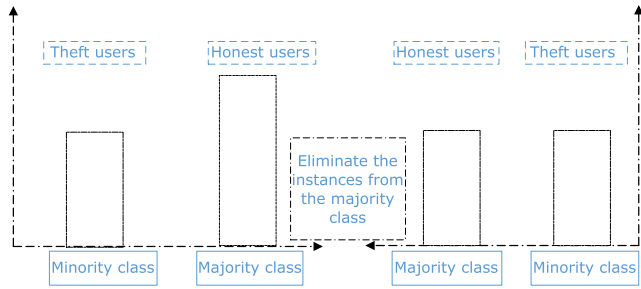 Theft users
Honest users
Honest users
Theft users
Eliminate the
instances from
the majority
class
Minority class
Majority class
Majority class
Minority class